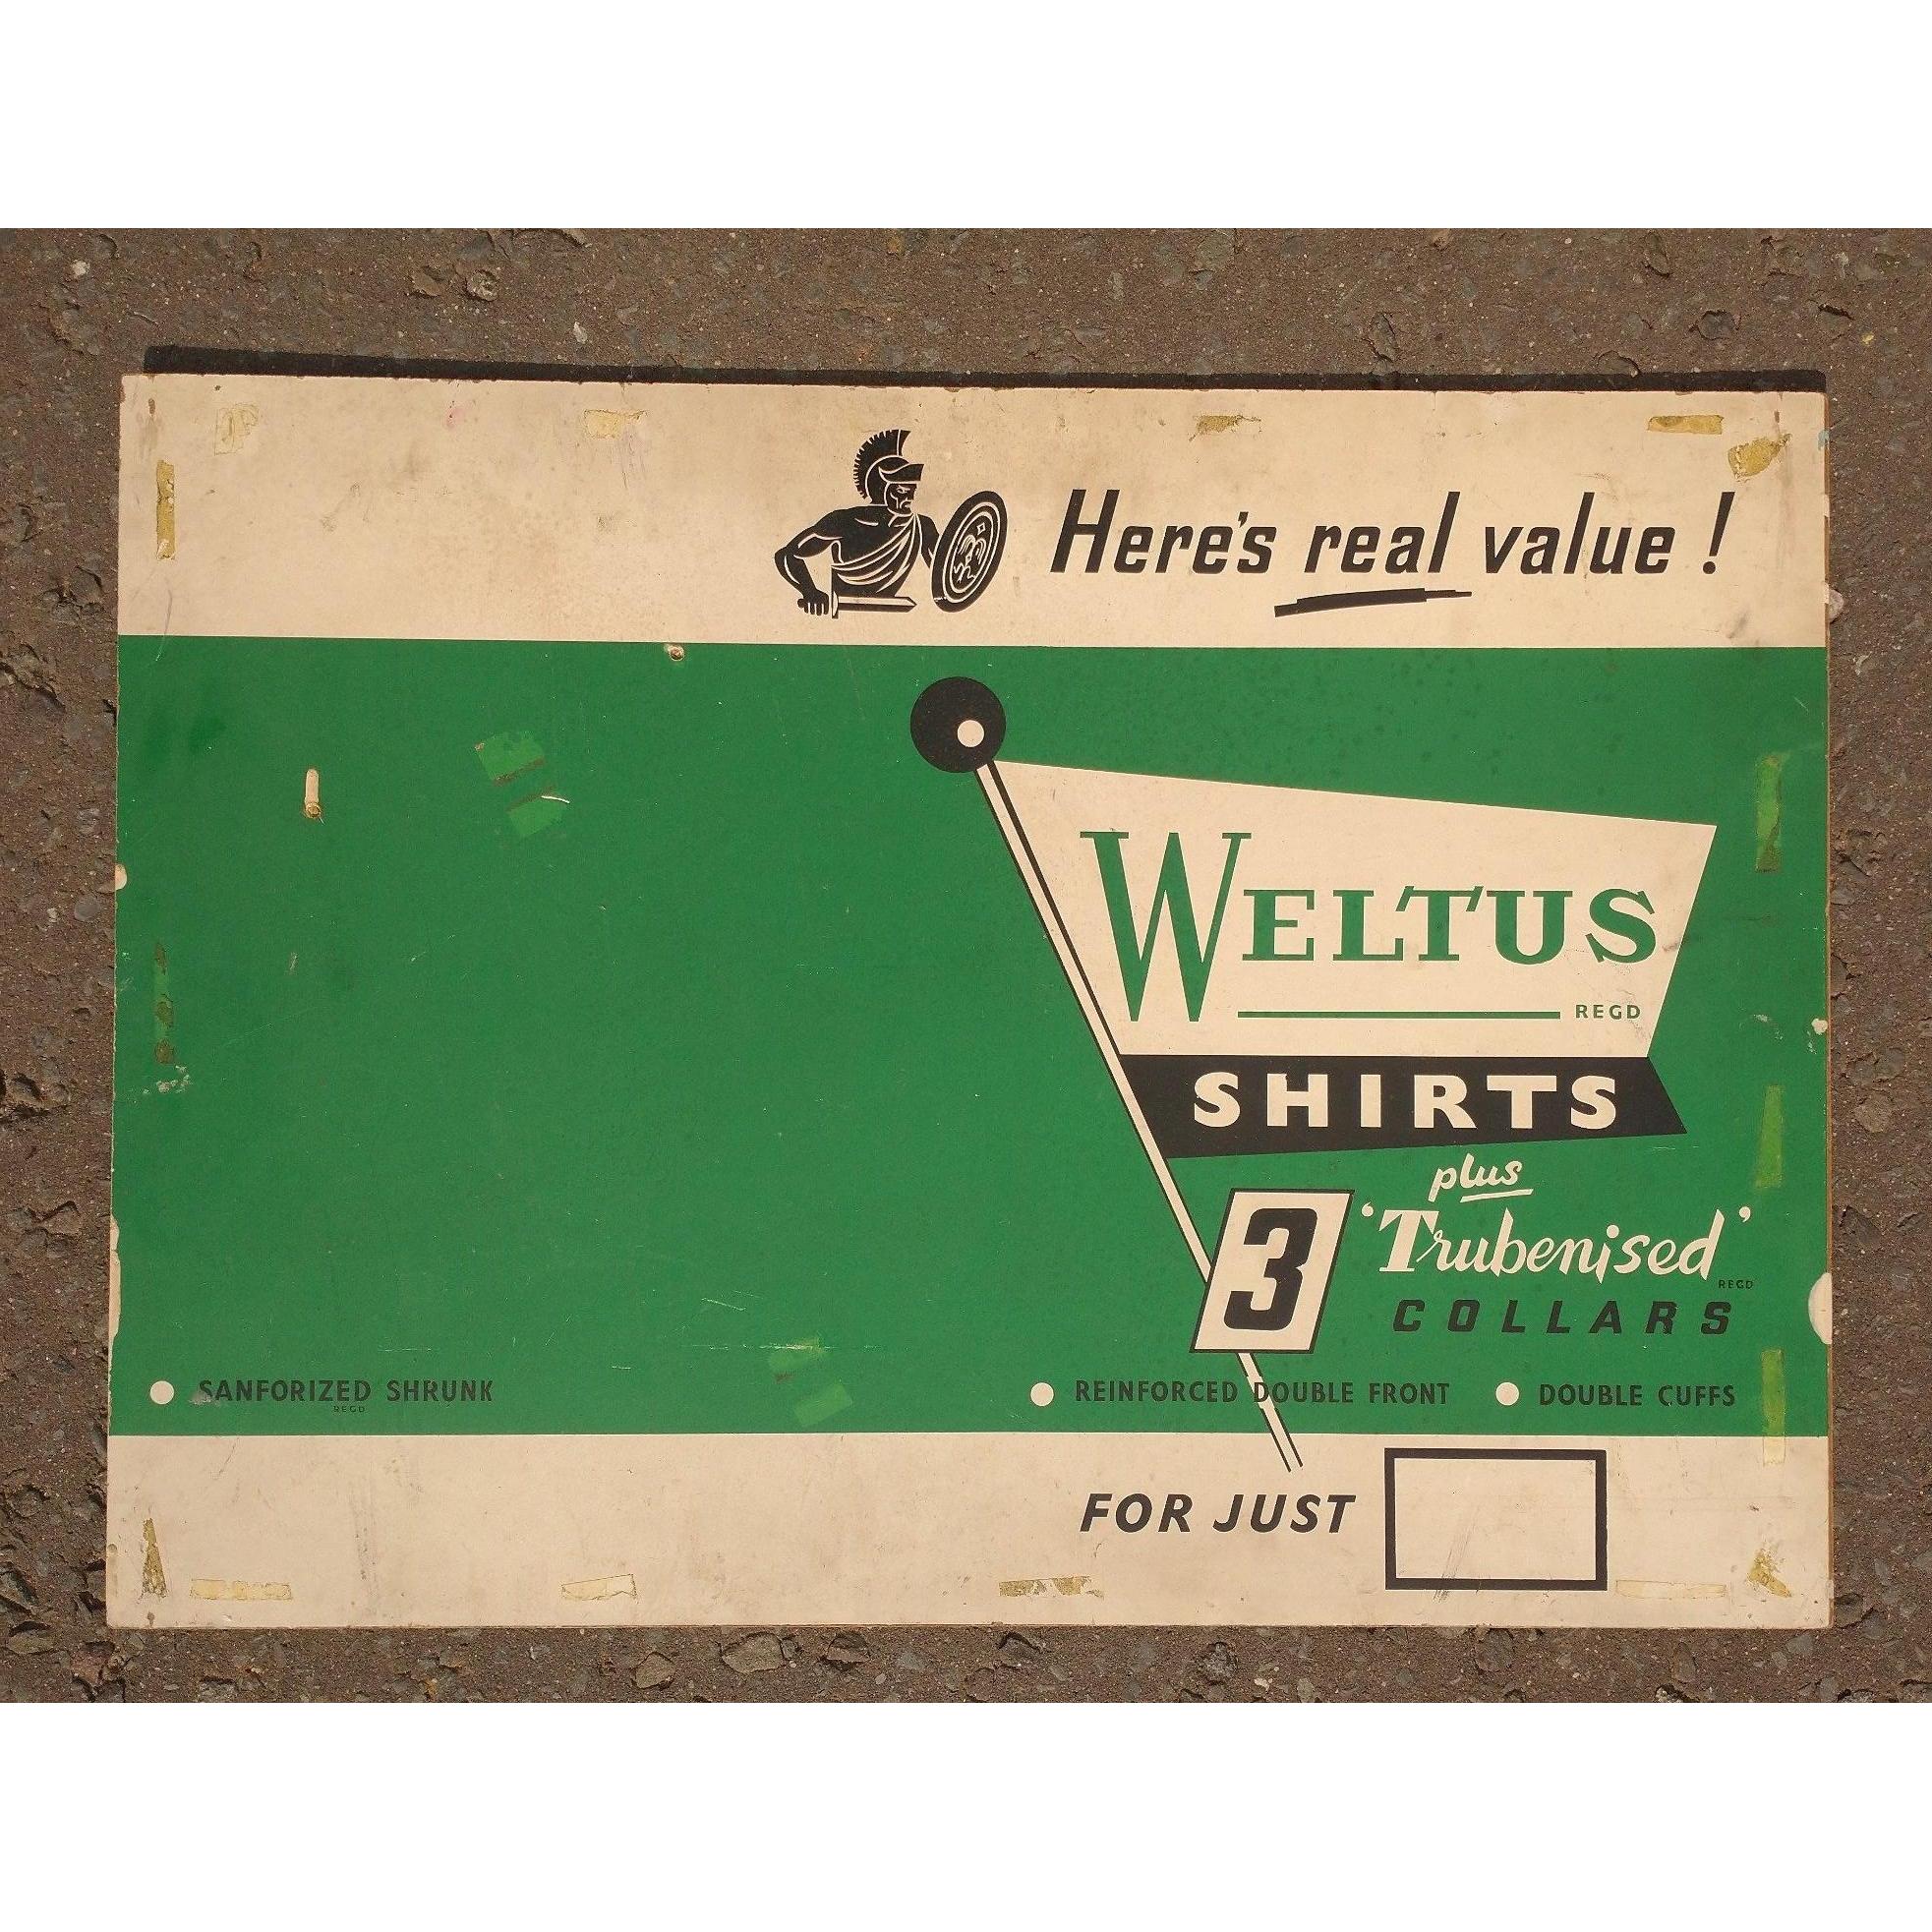 Here's real value!
WELTUS
REGD
SHIRTS
plus
3 'Trubenised'
REGD
COLLARS
SANFORIZED SHRUNK
REGD
REINFORCED DOUBLE FRONT
DOUBLE CUFFS
FOR JUST